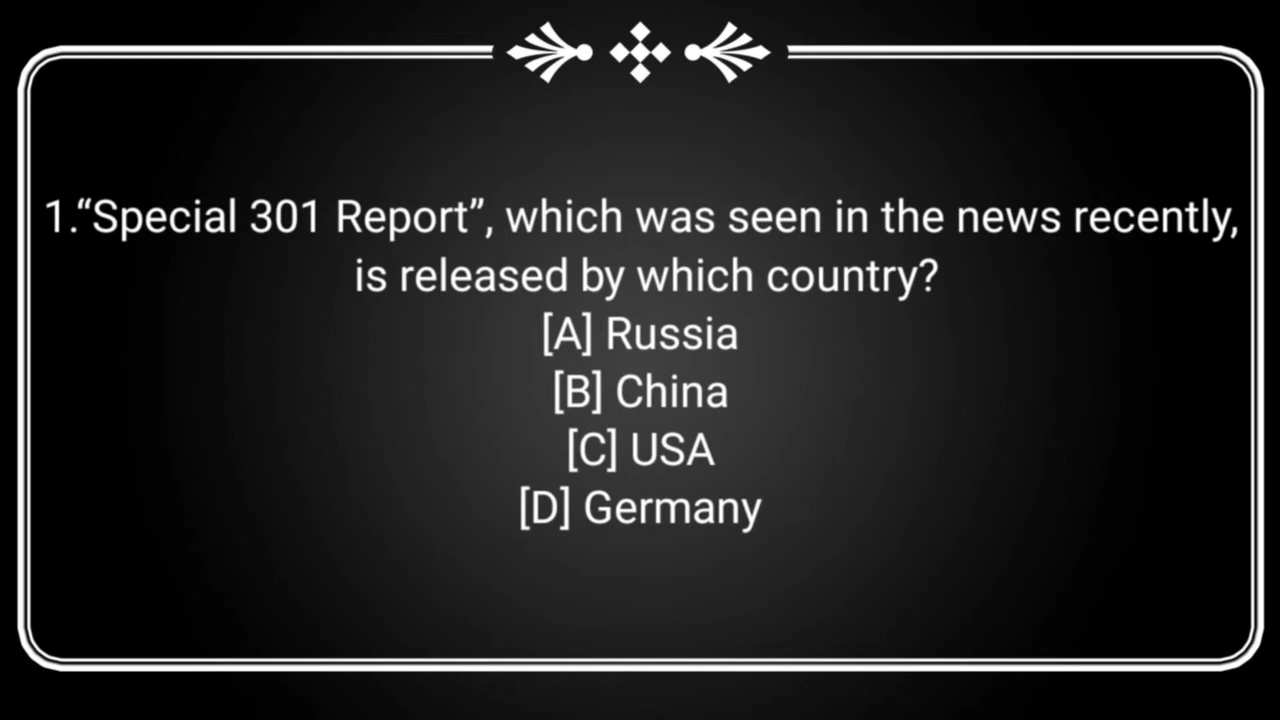 1.“Special 301 Report”, which was seen in the news recently,
is released by which country?
[A] Russia
[B] China
[C] USA
[D] Germany